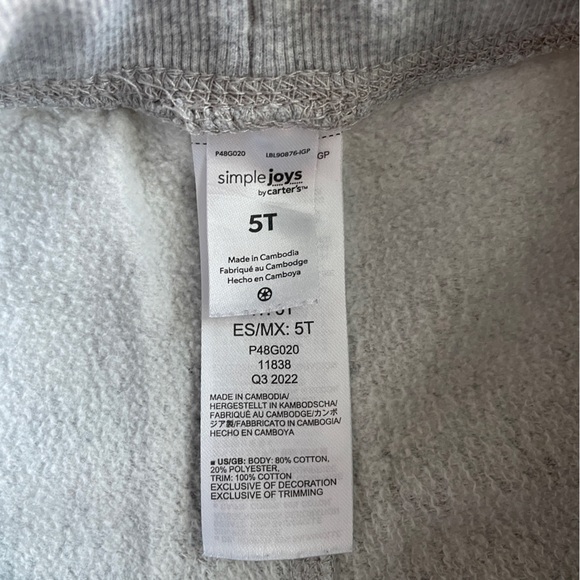 P48G020 LBL90876-IGP
GP
simple joys
by carter's™
5T
Made in Cambodia
Fabriqué au Cambodge
Hecho en Camboya
ES/MX: 5T
P48G020
11838
Q3 2022
MADE IN CAMBODIA/
HERGESTELLT IN KAMBODSCHA/
FABRIQUÉ AU CAMBODGE/カンボ
ジア製/FABBRICATO IN CAMBOGIA/
HECHO EN CAMBOYA
US/GB: BODY: 80% COTTON,
20% POLYESTER,
TRIM: 100% COTTON
EXCLUSIVE OF DECORATION
EXCLUSIVE OF TRIMMING